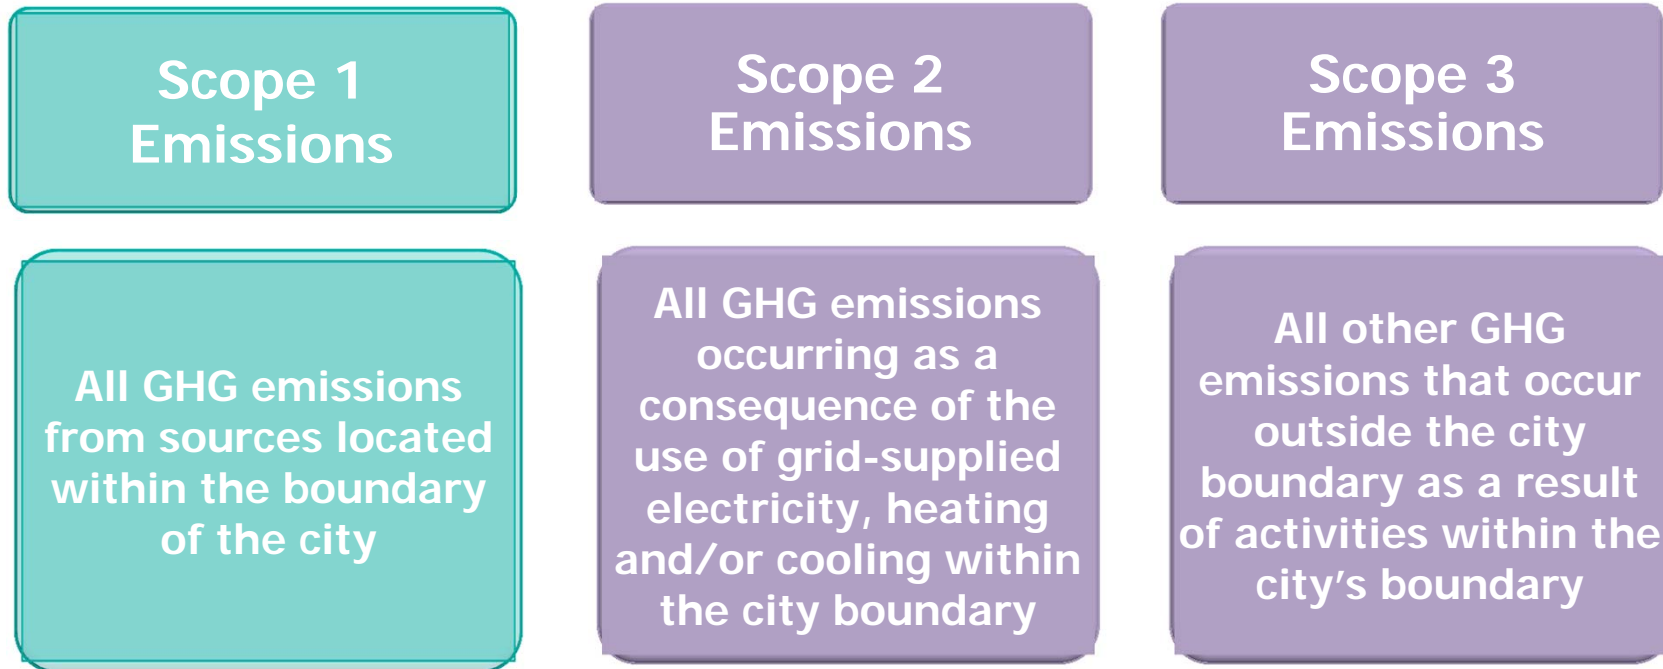 Scope 1
Emissions
Scope 2
Emissions
Scope 3
Emissions
All GHG emissions
from sources located
within the boundary
of the city
All GHG emissions
occurring as a
consequence of the
use of grid-supplied
electricity, heating
and/or cooling within
the city boundary
All other GHG
emissions that occur
outside the city
boundary as a result
of activities within the
city’s boundary